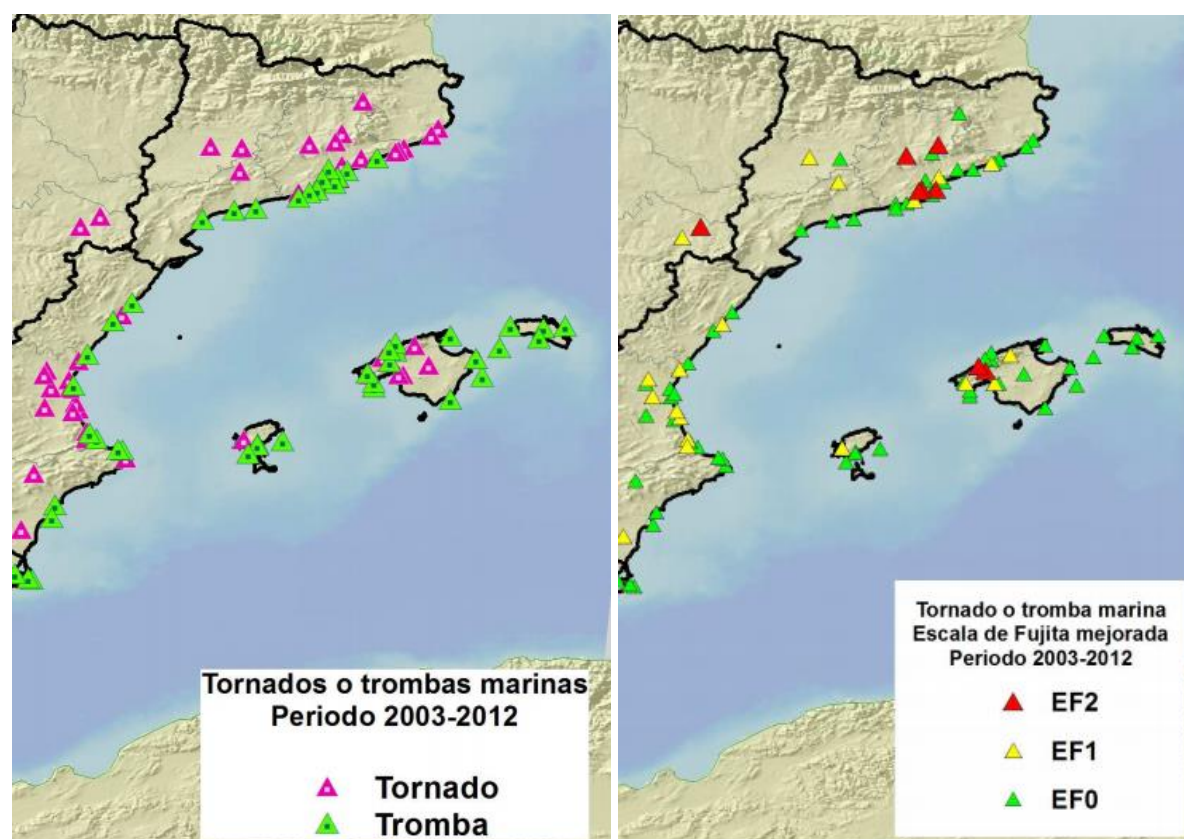 Tornados o trombas marinas
Periodo 2003-2012
Tornado
Tromba
Tornado o tromba marina
Escala de Fujita mejorada
Periodo 2003-2012
EF2
EF1
EF0